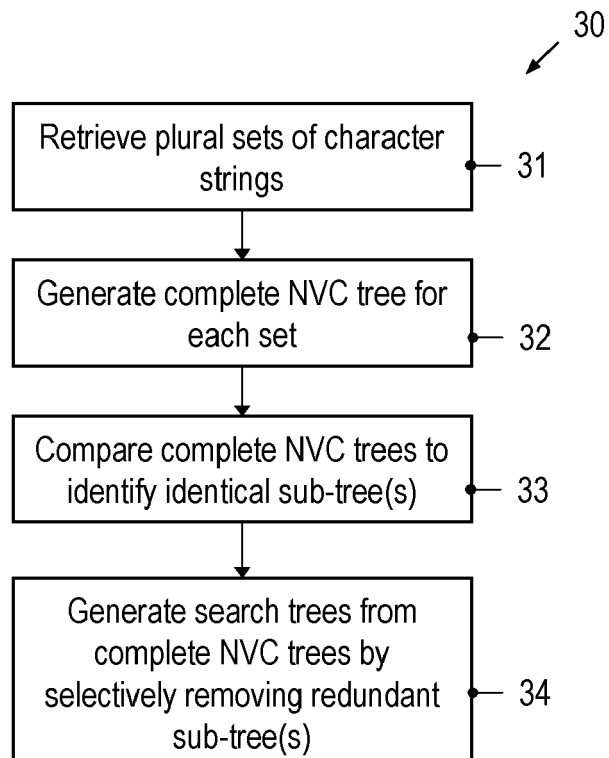 30
Retrieve plural sets of character
strings
31
Generate complete NVC tree for
each set
32
Compare complete NVC trees to
identify identical sub-tree(s)
33
Generate search trees from
complete NVC trees by
selectively removing redundant
sub-tree(s)
34